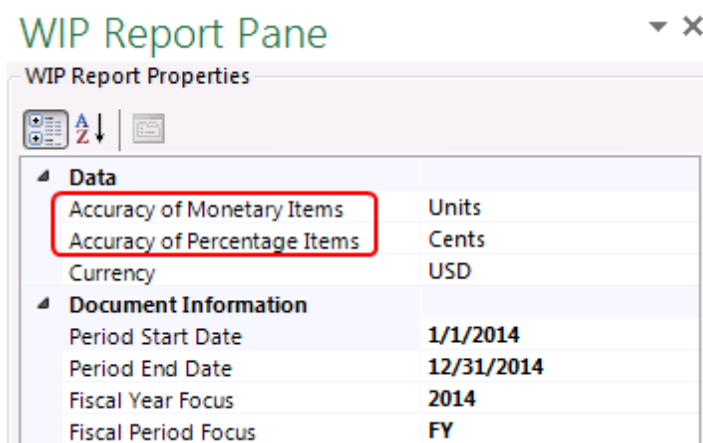 WIP Report Pane
WIP Report Properties
A
Z
Data
Accuracy of Monetary Items Units
Accuracy of Percentage Items Cents
Currency USD
Document Information
Period Start Date 1/1/2014
Period End Date 12/31/2014
Fiscal Year Focus 2014
Fiscal Period Focus FY